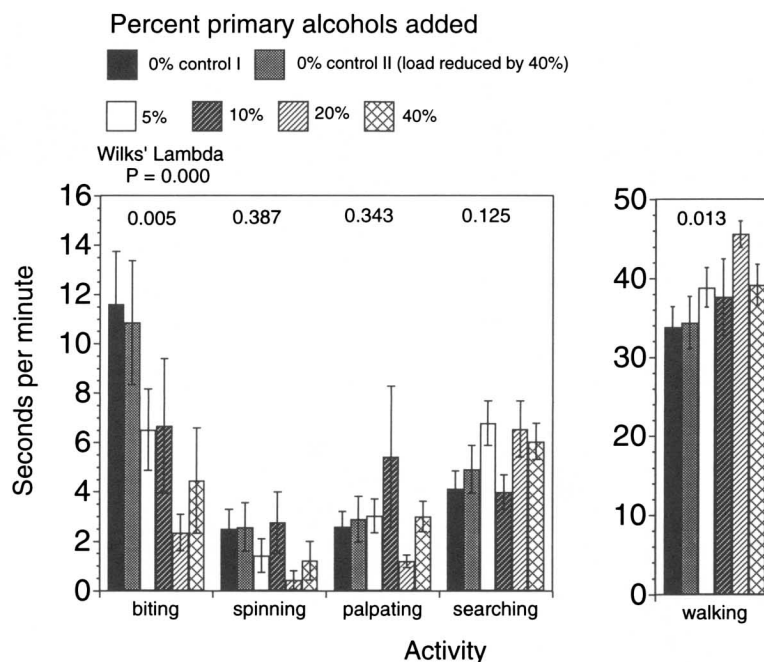 Percent primary alcohols added
0% control I 0% control II (load reduced by 40%)
5% 10% 20% 40%
Wilks' Lambda
P = 0.000
16 50
0.005 0.387 0.343 0.125 0.013
14
12 40
10
30
8
6 20
4
10
2
0 0
biting spinning palpating searching walking
Seconds per minute
Activity